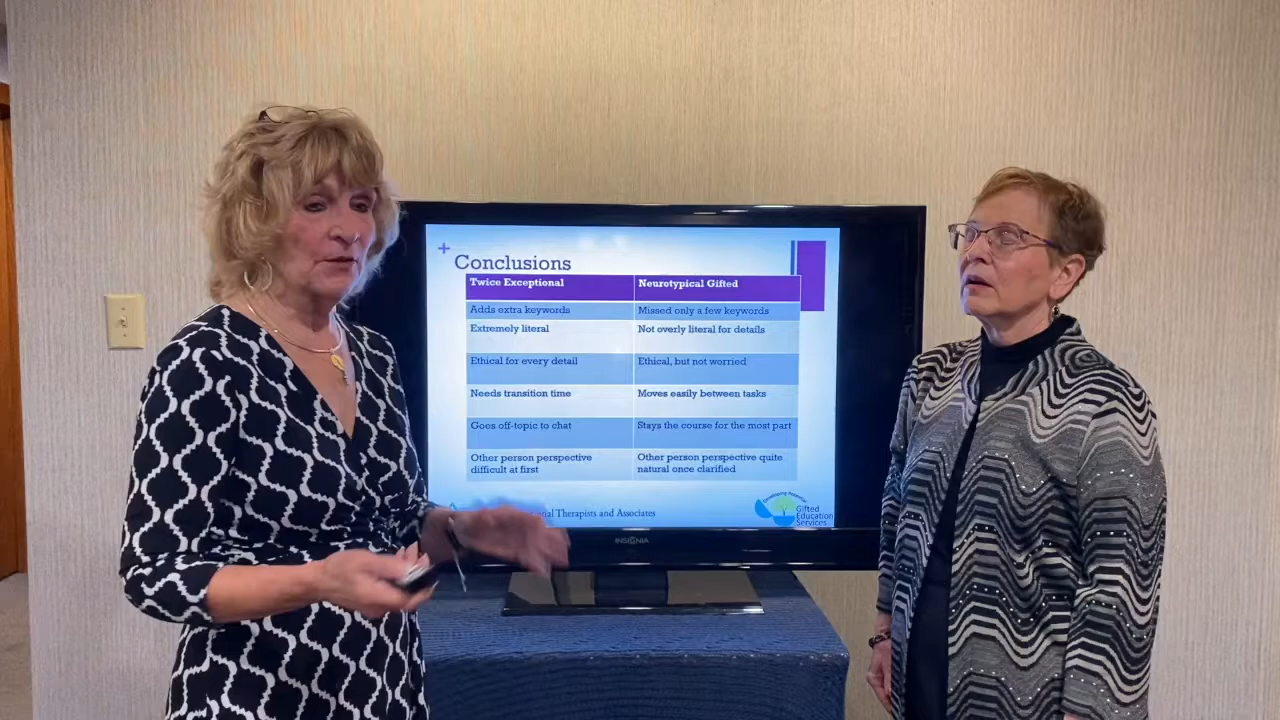 +
Conclusions
Twice Exceptional Neurotypical Gifted
Adds extra keywords Missed only a few keywords
Extremely literal Not overly literal for details
Ethical for every detail Ethical, but not worried
Needs transition time Moves easily between tasks
Goes off-topic to chat Stays the course for the most part
Other person perspective
difficult at first
Other person perspective quite
natural once clarified
Therapists and Associates
Developing Potential
Gifted
Education
Services
INSIGNIA